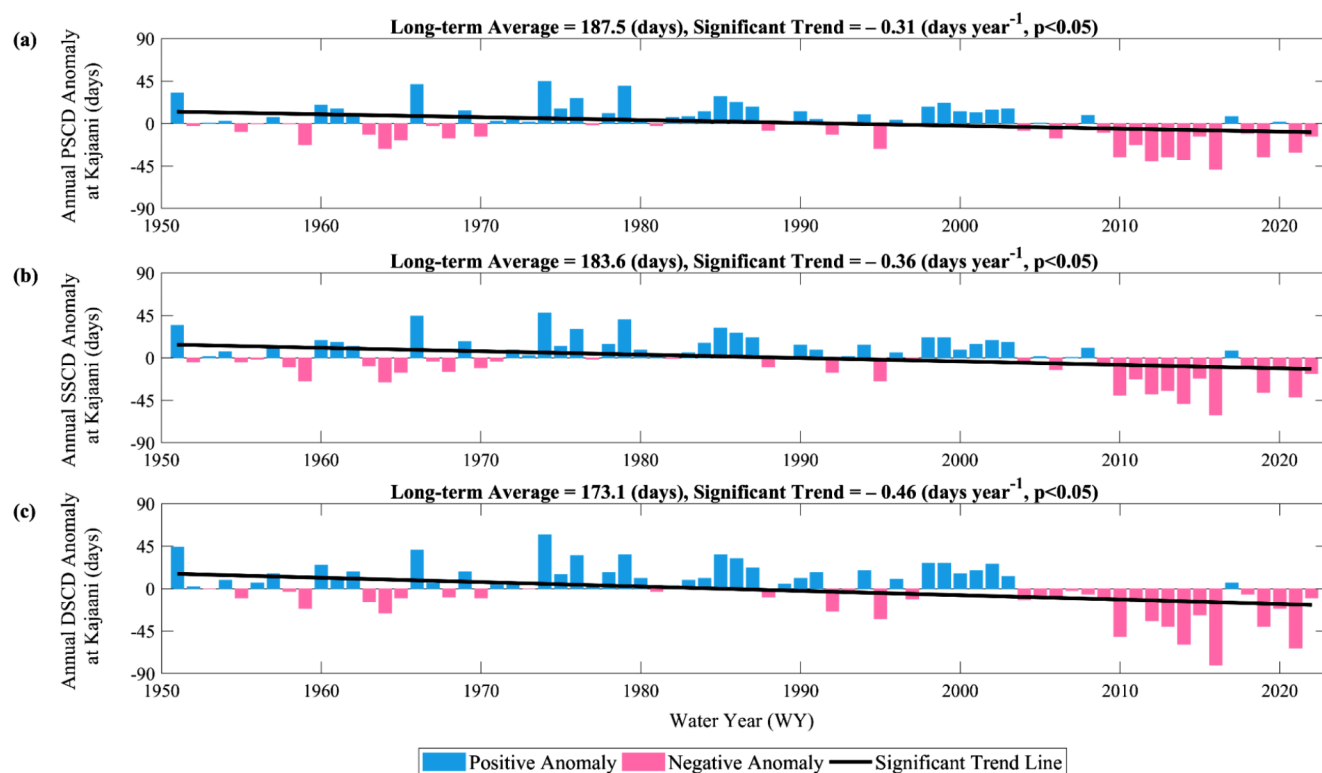 Long-term Average = 187.5 (days), Significant Trend = – 0.31 (days year⁻¹, p<0.05)
(a)
Annual PSCD Anomaly
at Kajaani (days)
90
45
0
-45
-90
1950 1960 1970 1980 1990 2000 2010 2020
Long-term Average = 183.6 (days), Significant Trend = – 0.36 (days year⁻¹, p<0.05)
(b)
Annual SSCD Anomaly
at Kajaani (days)
90
45
0
-45
-90
1950 1960 1970 1980 1990 2000 2010 2020
Long-term Average = 173.1 (days), Significant Trend = – 0.46 (days year⁻¹, p<0.05)
(c)
Annual DSCD Anomaly
at Kajaani (days)
90
45
0
-45
-90
1950 1960 1970 1980 1990 2000 2010 2020
Water Year (WY)
Positive Anomaly Negative Anomaly Significant Trend Line